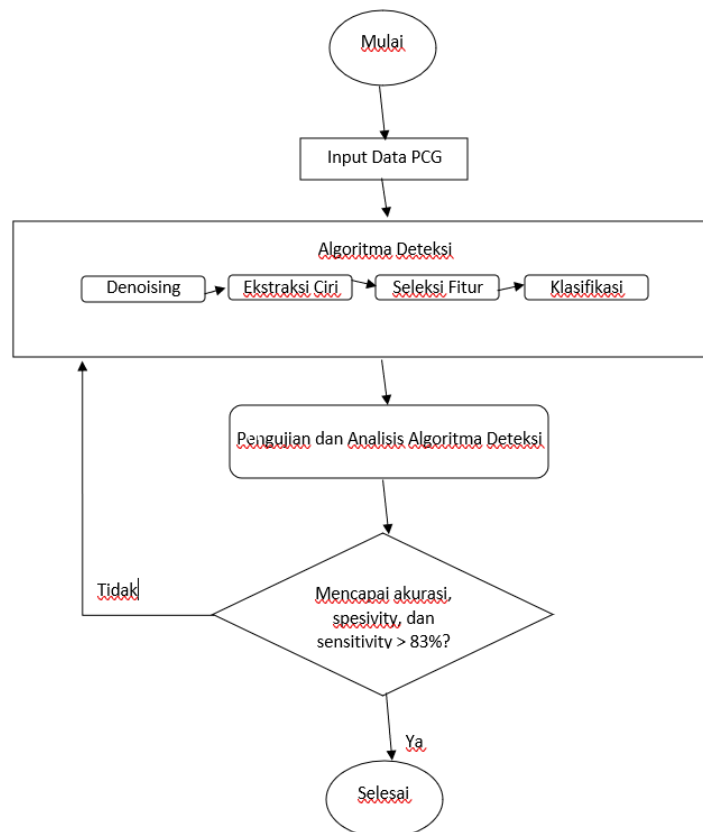 Mulai
Input Data PCG
Algoritma Deteksi
Denoising
Ekstraksi Ciri
Seleksi Fitur
Klasifikasi
Pengujian dan Analisis Algoritma Deteksi
Mencapai akurasi,
spesivity, dan
sensitivity > 83%?
Tidak
Ya
Selesai